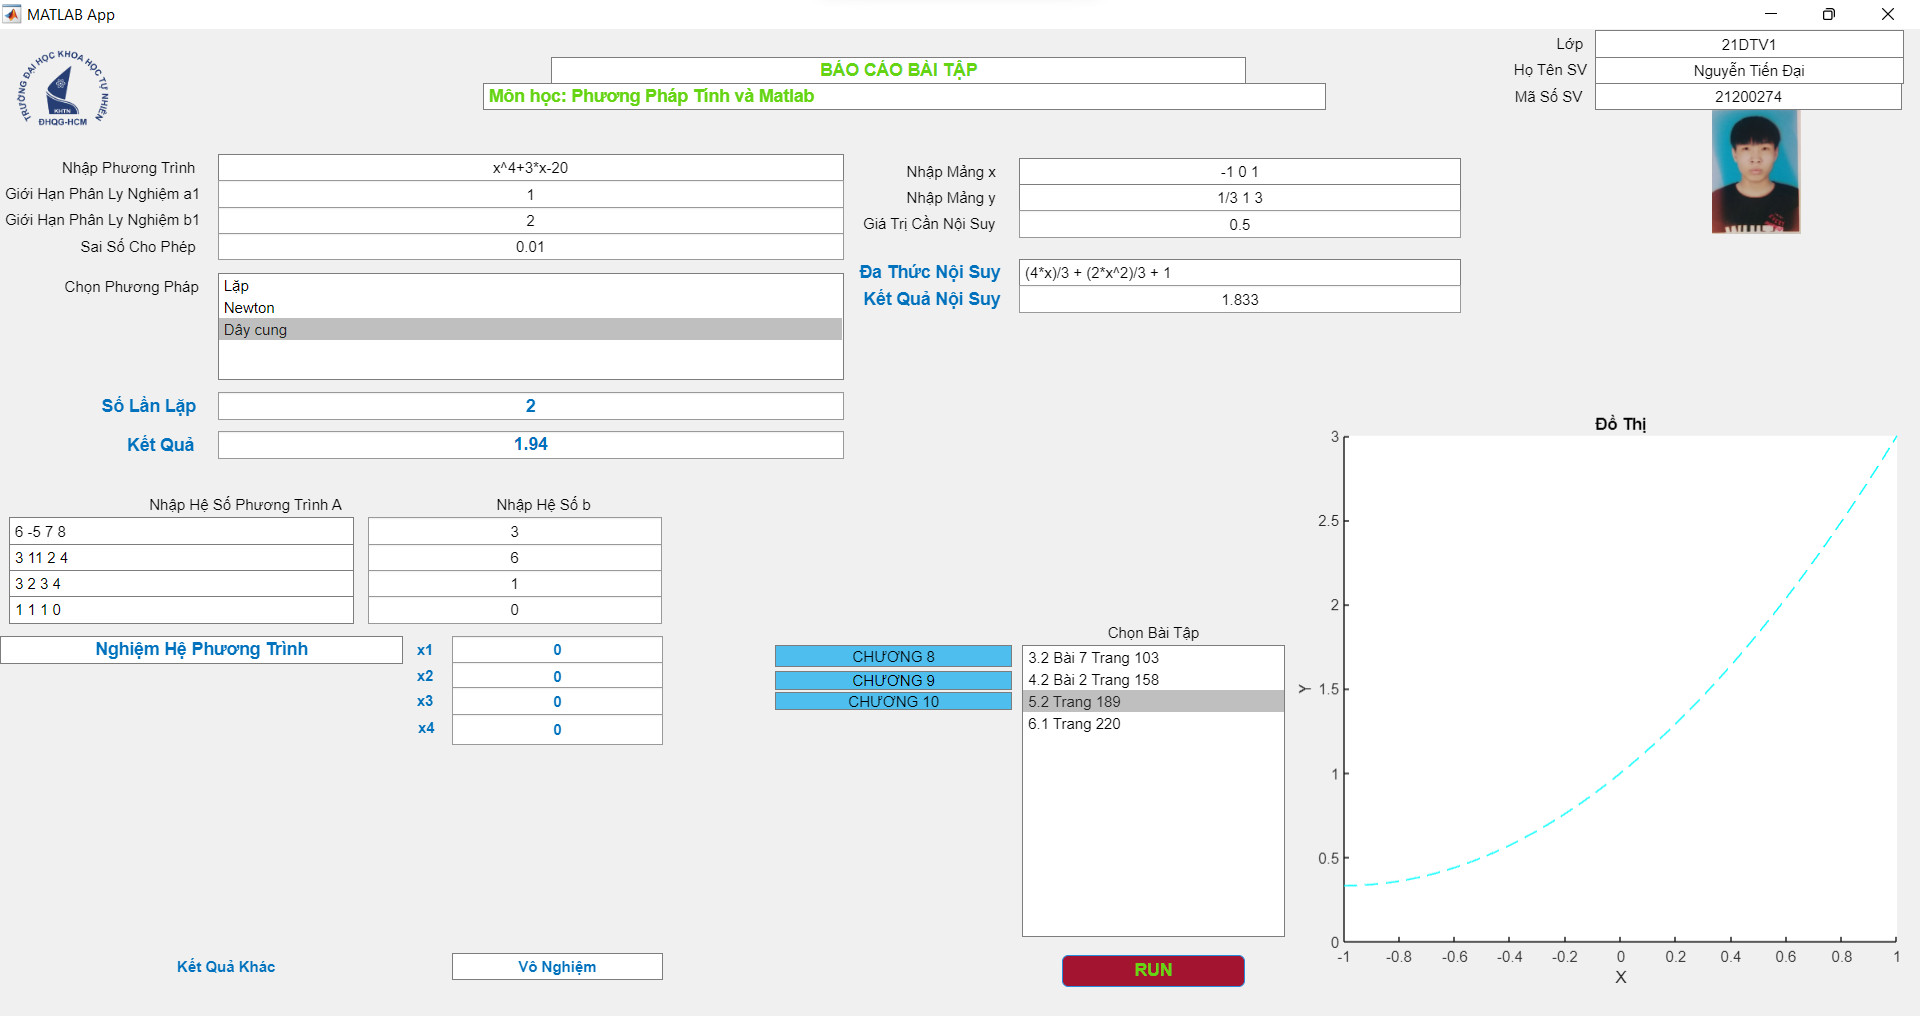 MATLAB App
TRƯỜNG ĐẠI HỌC KHOA HỌC TỰ NHIÊN
KHTN
ĐHQG-HCM
BÁO CÁO BÀI TẬP
Môn học: Phương Pháp Tính và Matlab
Lớp 21DTV1
Họ Tên SV Nguyễn Tiến Đại
Mã Số SV 21200274
Nhập Phương Trình x^4+3*x-20
Giới Hạn Phân Ly Nghiệm a1 1
Giới Hạn Phân Ly Nghiệm b1 2
Sai Số Cho Phép 0.01
Chọn Phương Pháp
Lặp
Newton
Dây cung
Số Lần Lặp 2
Kết Quả 1.94
Nhập Mảng x -1 0 1
Nhập Mảng y 1/3 1 3
Giá Trị Cần Nội Suy 0.5
Đa Thức Nội Suy (4*x)/3 + (2*x^2)/3 + 1
Kết Quả Nội Suy 1.833
Nhập Hệ Số Phương Trình A Nhập Hệ Số b
6 -5 7 8 3
3 11 2 4 6
3 2 3 4 1
1 1 1 0 0
Nghiệm Hệ Phương Trình
x1 0
x2 0
x3 0
x4 0
Kết Quả Khác Vô Nghiệm
CHƯƠNG 8
CHƯƠNG 9
CHƯƠNG 10
Chọn Bài Tập
3.2 Bài 7 Trang 103
4.2 Bài 2 Trang 158
5.2 Trang 189
6.1 Trang 220
RUN
Đồ Thị
3
2.5
2
1.5
1
0.5
0
Y
-1 -0.8 -0.6 -0.4 -0.2 0 0.2 0.4 0.6 0.8 1
X